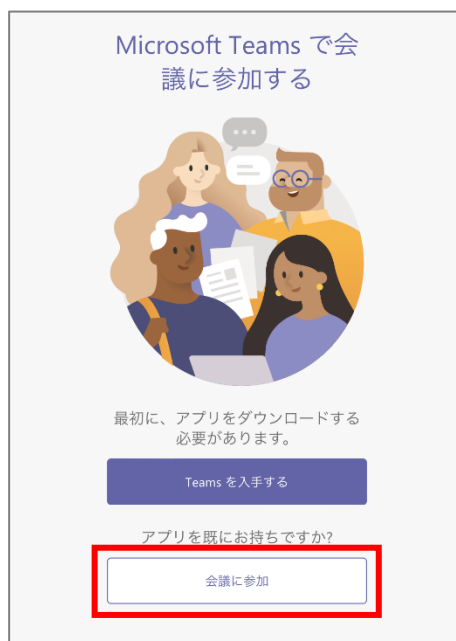 Microsoft Teams で会
議に参加する
最初に、アプリをダウンロードする
必要があります。
Teams を入手する
アプリを既にお持ちですか?
会議に参加